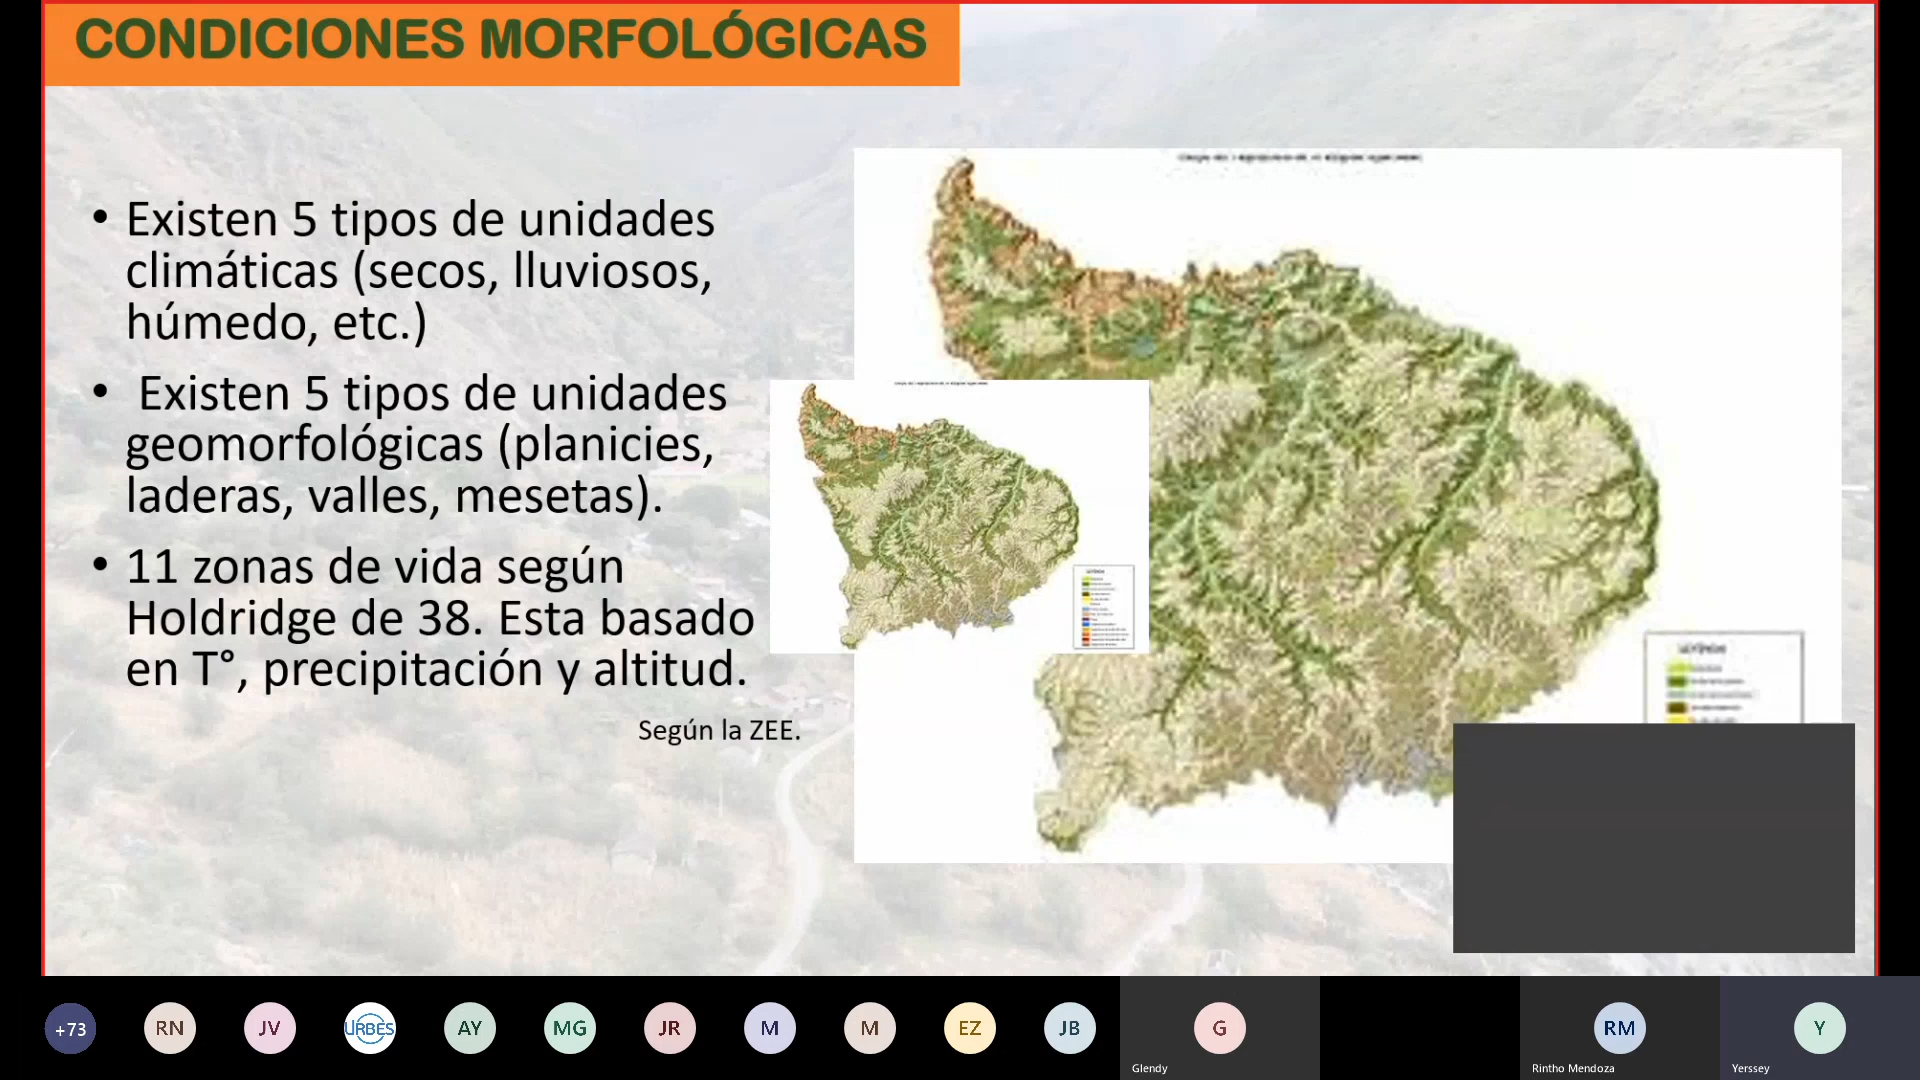 CONDICIONES MORFOLÓGICAS
• Existen 5 tipos de unidades
climáticas (secos, lluviosos,
húmedo, etc.)
• Existen 5 tipos de unidades
geomorfológicas (planicies,
laderas, valles, mesetas).
• 11 zonas de vida según
Holdridge de 38. Esta basado
en T°, precipitación y altitud.
Según la ZEE.
LEYENDA
+73
RN
JV
URBES
AY
MG
JR
M
M
EZ
JB
G
Glendy
RM
Rintho Mendoza
Y
Yerssey